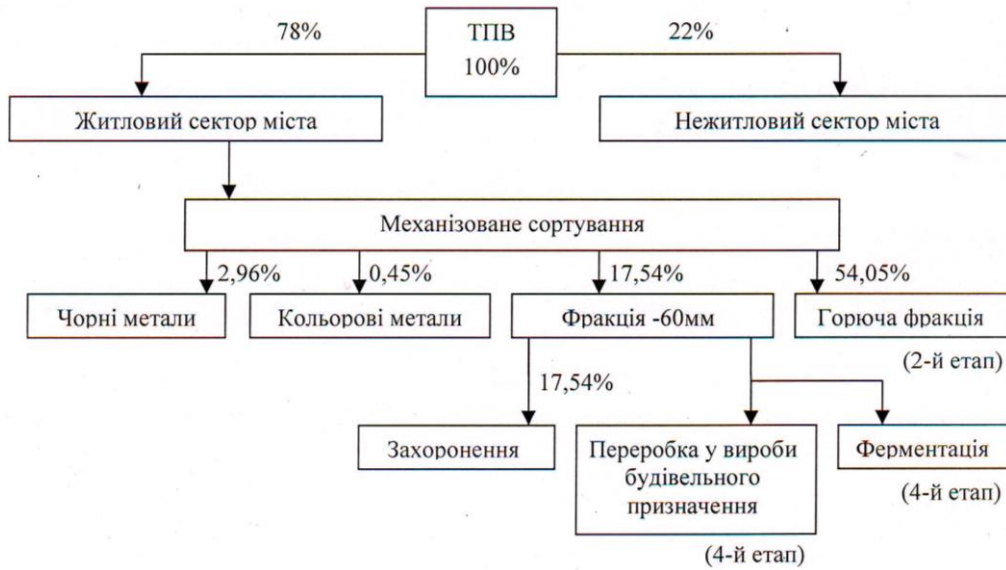 78%
ТПВ
100%
22%
Житловий сектор міста
Нежитловий сектор міста
Механізоване сортування
2,96%
0,45%
17,54%
54,05%
Чорні метали
Кольорові метали
Фракція -60мм
Горюча фракція
(2-й етап)
17,54%
Захоронення
Переробка у вироби
будівельного
призначення
Ферментація
(4-й етап)
(4-й етап)